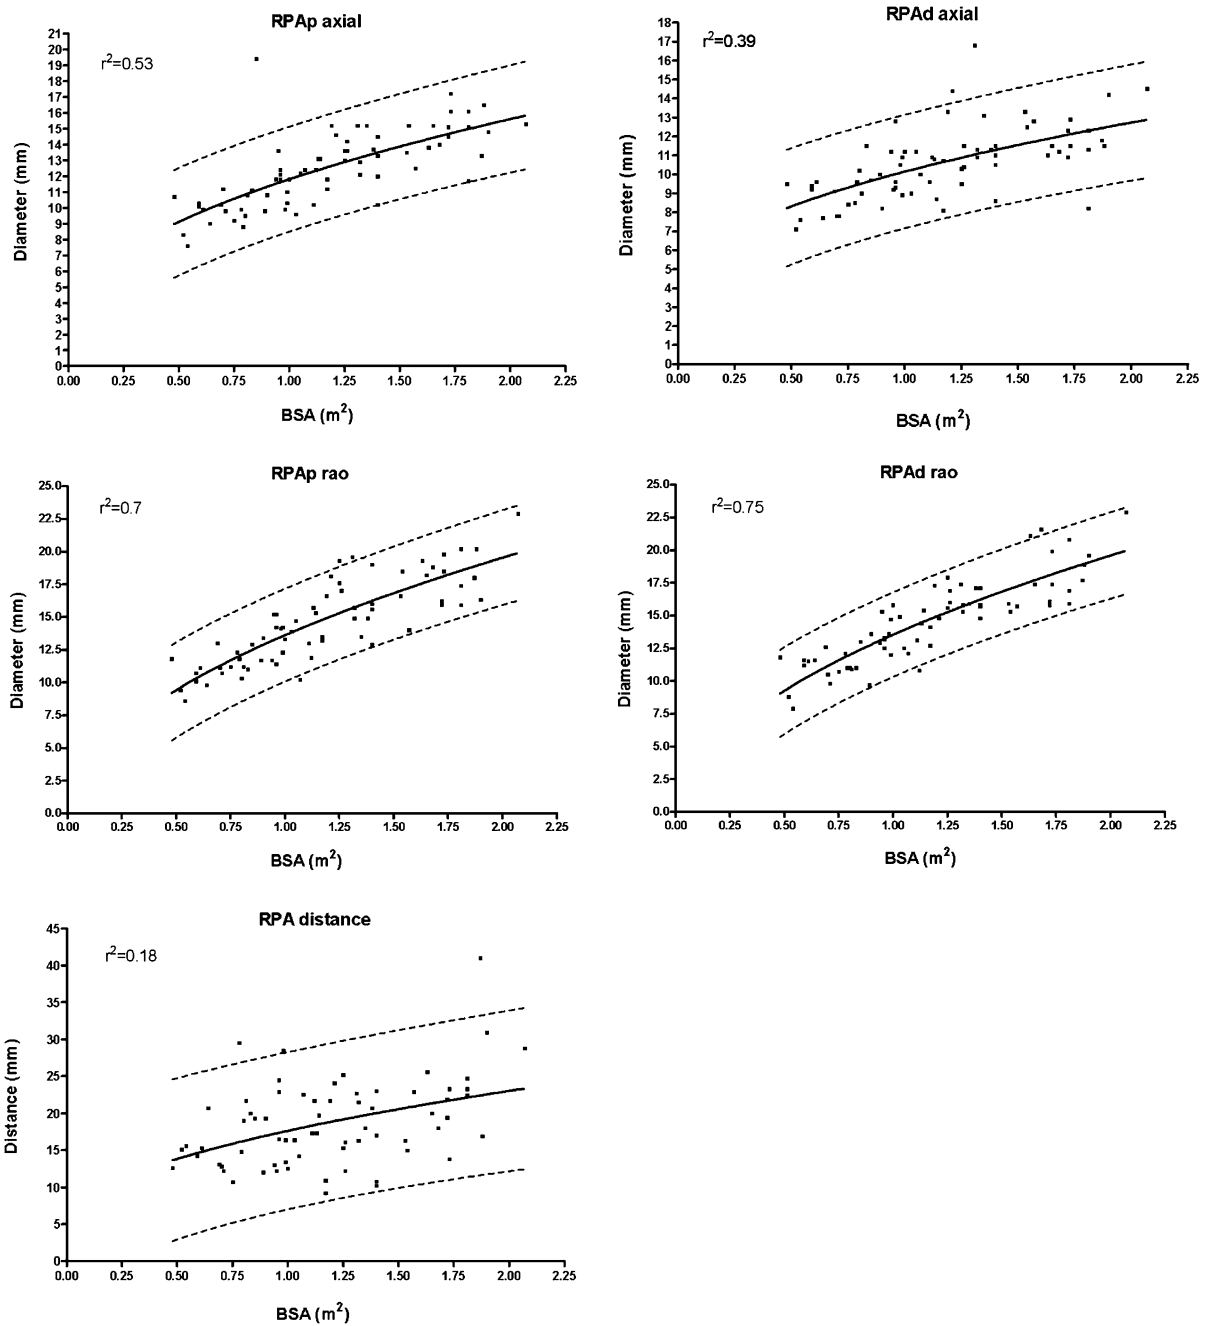 RPAp axial
r²=0.53
21
20
19
18
17
16
15
14
13
12
11
10
9
8
7
6
5
4
3
2
1
0
Diameter (mm)
0.00 0.25 0.50 0.75 1.00 1.25 1.50 1.75 2.00 2.25
BSA (m²)
RPAd axial
r²=0.39
18
17
16
15
14
13
12
11
10
9
8
7
6
5
4
3
2
1
0
Diameter (mm)
0.00 0.25 0.50 0.75 1.00 1.25 1.50 1.75 2.00 2.25
BSA (m²)
RPAp rao
r²=0.7
25.0
22.5
20.0
17.5
15.0
12.5
10.0
7.5
5.0
2.5
0.0
Diameter (mm)
0.00 0.25 0.50 0.75 1.00 1.25 1.50 1.75 2.00 2.25
BSA (m²)
RPAd rao
r²=0.75
25.0
22.5
20.0
17.5
15.0
12.5
10.0
7.5
5.0
2.5
0.0
Diameter (mm)
0.00 0.25 0.50 0.75 1.00 1.25 1.50 1.75 2.00 2.25
BSA (m²)
RPA distance
r²=0.18
45
40
35
30
25
20
15
10
5
0
Distance (mm)
0.00 0.25 0.50 0.75 1.00 1.25 1.50 1.75 2.00 2.25
BSA (m²)